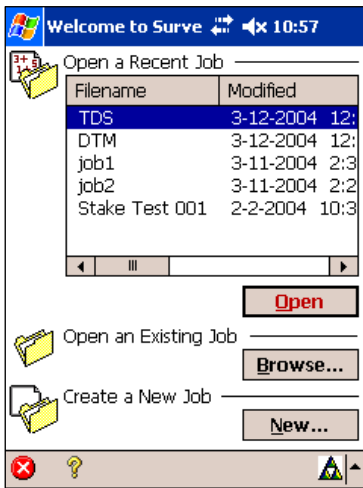 Welcome to Surve 10:57
Open a Recent Job
Filename Modified
TDS 3-12-2004 12:
DTM 3-12-2004 12:
job1 3-11-2004 2:3
job2 3-11-2004 2:2
Stake Test 001 2-2-2004 10:3
Open
Open an Existing Job
Browse...
Create a New Job
New...